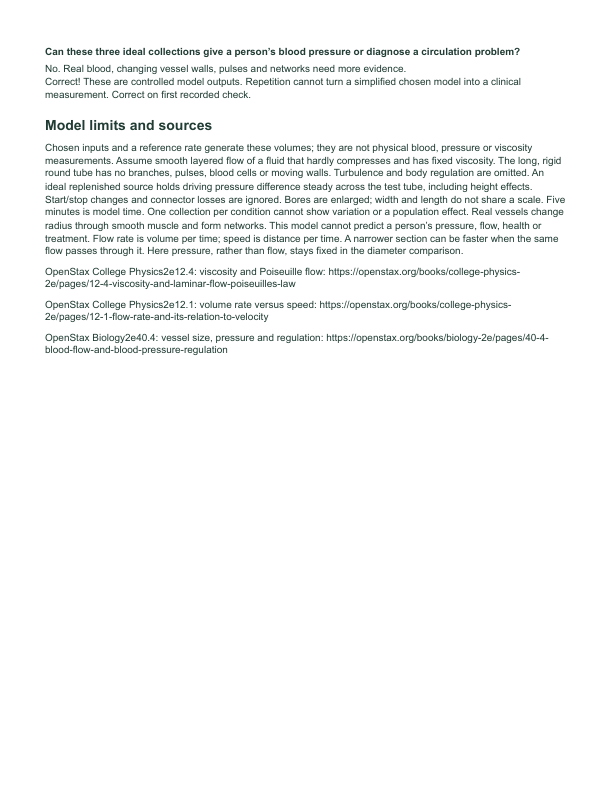 Can these three ideal collections give a person’s blood pressure or diagnose a circulation problem?
No. Real blood, changing vessel walls, pulses and networks need more evidence.
Correct! These are controlled model outputs. Repetition cannot turn a simplified chosen model into a clinical
measurement. Correct on first recorded check.
Model limits and sources
Chosen inputs and a reference rate generate these volumes; they are not physical blood, pressure or viscosity
measurements. Assume smooth layered flow of a fluid that hardly compresses and has fixed viscosity. The long, rigid
round tube has no branches, pulses, blood cells or moving walls. Turbulence and body regulation are omitted. An
ideal replenished source holds driving pressure difference steady across the test tube, including height effects.
Start/stop changes and connector losses are ignored. Bores are enlarged; width and length do not share a scale. Five
minutes is model time. One collection per condition cannot show variation or a population effect. Real vessels change
radius through smooth muscle and form networks. This model cannot predict a person’s pressure, flow, health or
treatment. Flow rate is volume per time; speed is distance per time. A narrower section can be faster when the same
flow passes through it. Here pressure, rather than flow, stays fixed in the diameter comparison.
OpenStax College Physics2e12.4: viscosity and Poiseuille flow: https://openstax.org/books/college-physics-
2e/pages/12-4-viscosity-and-laminar-flow-poiseuilles-law
OpenStax College Physics2e12.1: volume rate versus speed: https://openstax.org/books/college-physics-
2e/pages/12-1-flow-rate-and-its-relation-to-velocity
OpenStax Biology2e40.4: vessel size, pressure and regulation: https://openstax.org/books/biology-2e/pages/40-4-
blood-flow-and-blood-pressure-regulation